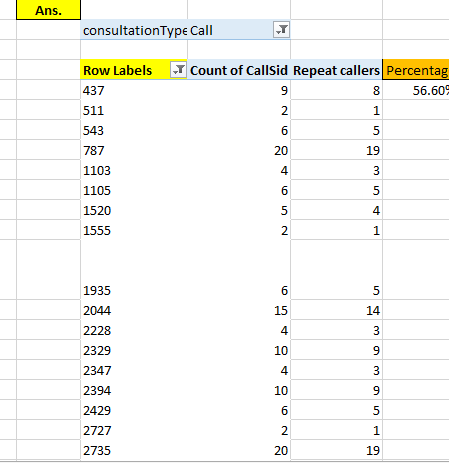 Ans.
consultationType Call
Row Labels Count of CallSid Repeat callers Percentag
437 9 8 56.60%
511 2 1
543 6 5
787 20 19
1103 4 3
1105 6 5
1520 5 4
1555 2 1
1935 6 5
2044 15 14
2228 4 3
2329 10 9
2347 4 3
2394 10 9
2429 6 5
2727 2 1
2735 20 19